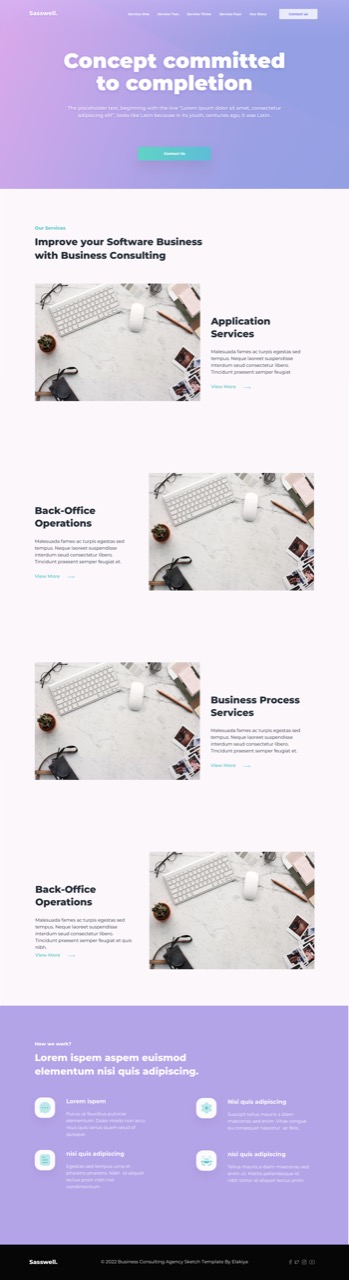 Sasswell.
Service One Service Two Service Three Service Four Our Story Contact us
Concept committed
to completion
The placeholder text, beginning with the line "Lorem ipsum dolor sit amet, consectetur
adipiscing elit", looks like Latin because in its youth, centuries ago, it was Latin.
Contact Us
Our Services
Improve your Software Business
with Business Consulting
Application
Services
Malesuada fames ac turpis egestas sed
tempus. Neque laoreet suspendisse
interdum seud consectetur libero.
Tincidunt praesent semper feugiat
View More
Back-Office
Operations
Malesuada fames ac turpis egestas sed
tempus. Neque laoreet suspendisse
interdum seud consectetur libero.
Tincidunt praesent semper feugiat et.
View More
Business Process
Services
Malesuada fames ac turpis egestas sed
tempus. Neque laoreet suspendisse
interdum seud consectetur libero.
Tincidunt praesent semper feugiat et.
View More
Back-Office
Operations
Malesuada fames ac turpis egestas sed
tempus. Neque laoreet suspendisse
interdum seud consectetur libero.
Tincidunt praesent semper feugiat et quis
nibh.
View More
How we work?
Lorem ispem aspem euismod
elementum nisi quis adipiscing.
Lorem ispem
Nisi quis adipiscing
nisi quis adipiscing
nisl quis adipiscing
Sasswell.
© 2022 Business Consulting Agency Sketch Template By Elakiya